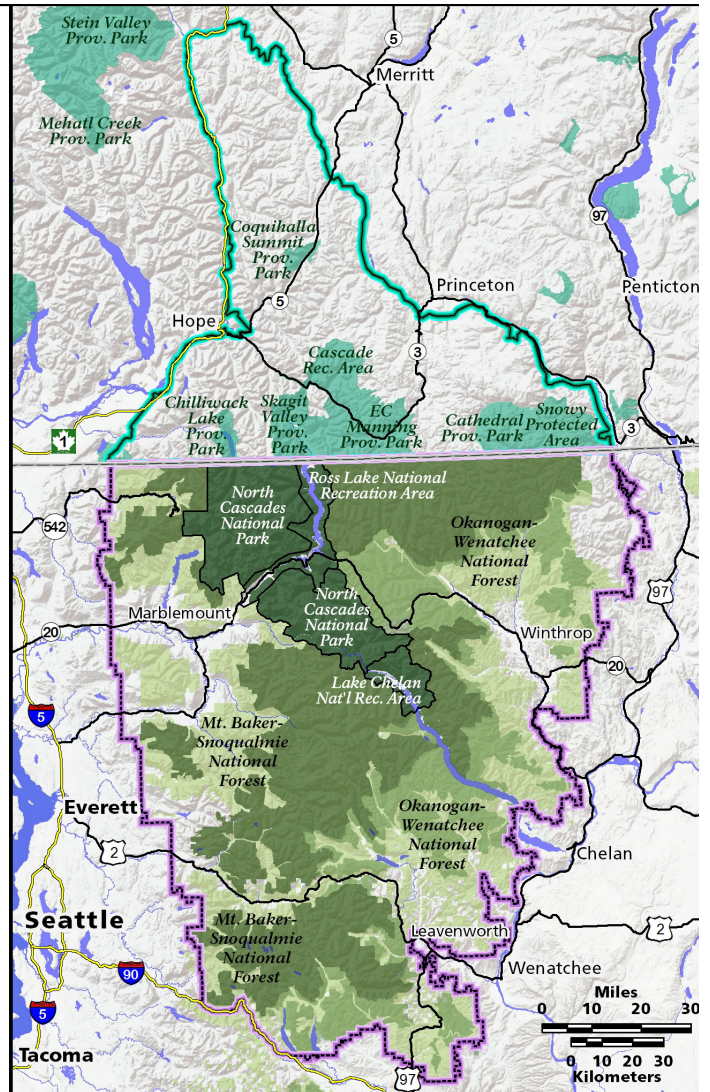 Stein Valley
Prov. Park
5
Merritt
Mehatl Creek
Prov. Park
97
Coquihalla
Summit
Prov.
Park
Princeton
Penticton
5
Hope
3
Cascade
Rec. Area
Chilliwack
Lake
Prov.
Park
Skagit
Valley
Prov.
Park
EC
Manning
Prov. Park
Cathedral
Prov. Park
Snowy
Protected
Area
3
1
Ross Lake National
Recreation Area
North
Cascades
National
Park
542
Okanogan-
Wenatchee
National
Forest
97
North
Cascades
National
Park
Marblemount
20
Winthrop
20
Lake Chelan
Nat'l Rec. Area
5
Mt. Baker-
Snoqualmie
National
Forest
Everett
Okanogan-
Wenatchee
National
Forest
2
Chelan
Seattle
Mt. Baker-
Snoqualmie
National
Forest
Leavenworth
2
90
Wenatchee
5
Miles
0 10 20 30
0 10 20 30
Kilometers
Tacoma
97